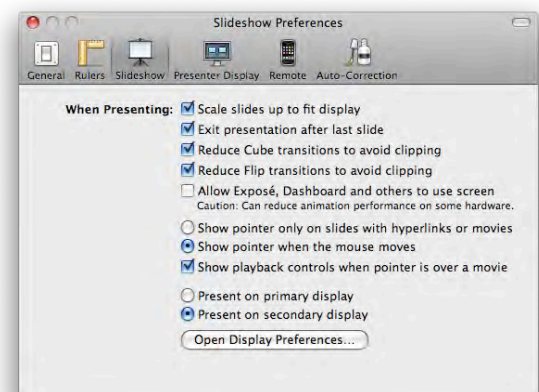 Slideshow Preferences
General Rulers Slideshow Presenter Display Remote Auto-Correction
When Presenting: Scale slides up to fit display
Exit presentation after last slide
Reduce Cube transitions to avoid clipping
Reduce Flip transitions to avoid clipping
Allow Exposé, Dashboard and others to use screen
Caution: Can reduce animation performance on some hardware.
Show pointer only on slides with hyperlinks or movies
Show pointer when the mouse moves
Show playback controls when pointer is over a movie
Present on primary display
Present on secondary display
Open Display Preferences...